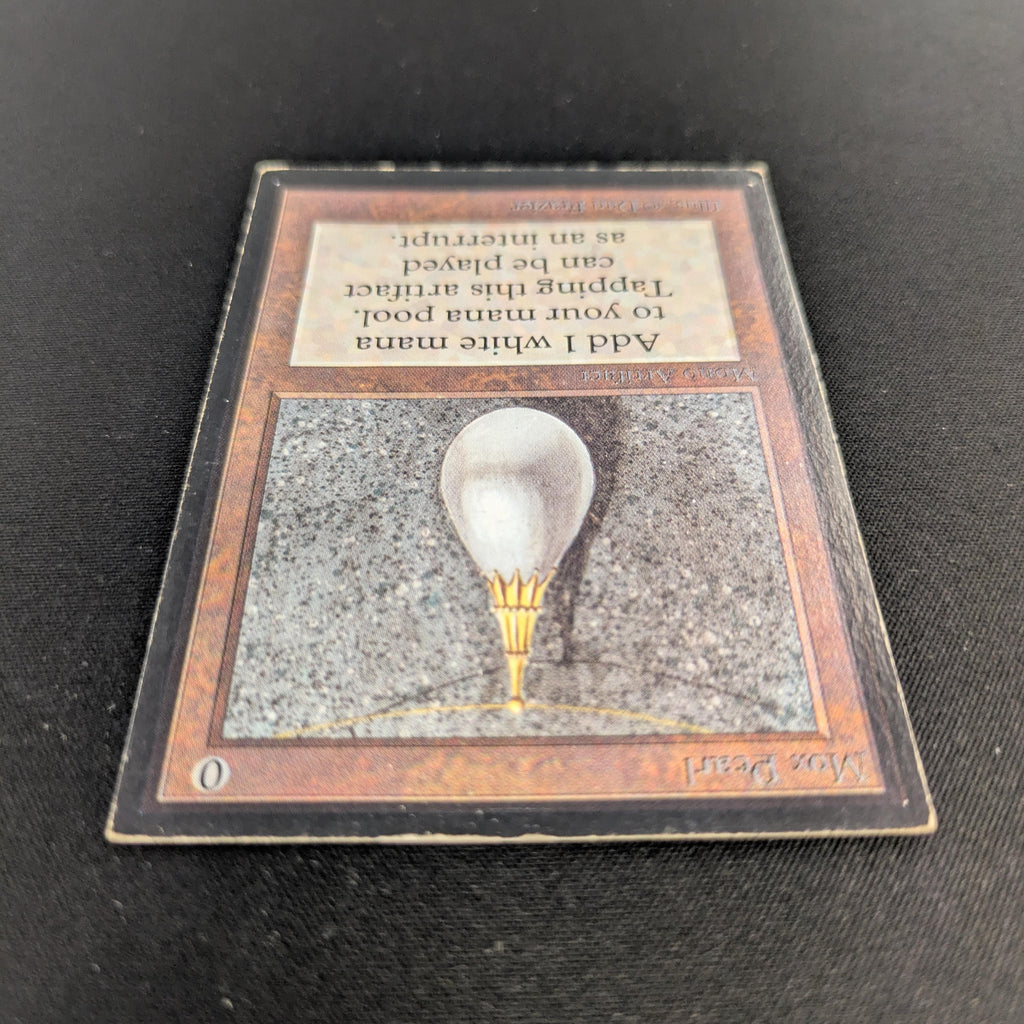 Mox Pearl
0
Mono Artifact
Add 1 white mana
to your mana pool.
Tapping this artifact
can be played
as an interrupt.
Illus. © Dan Frazier